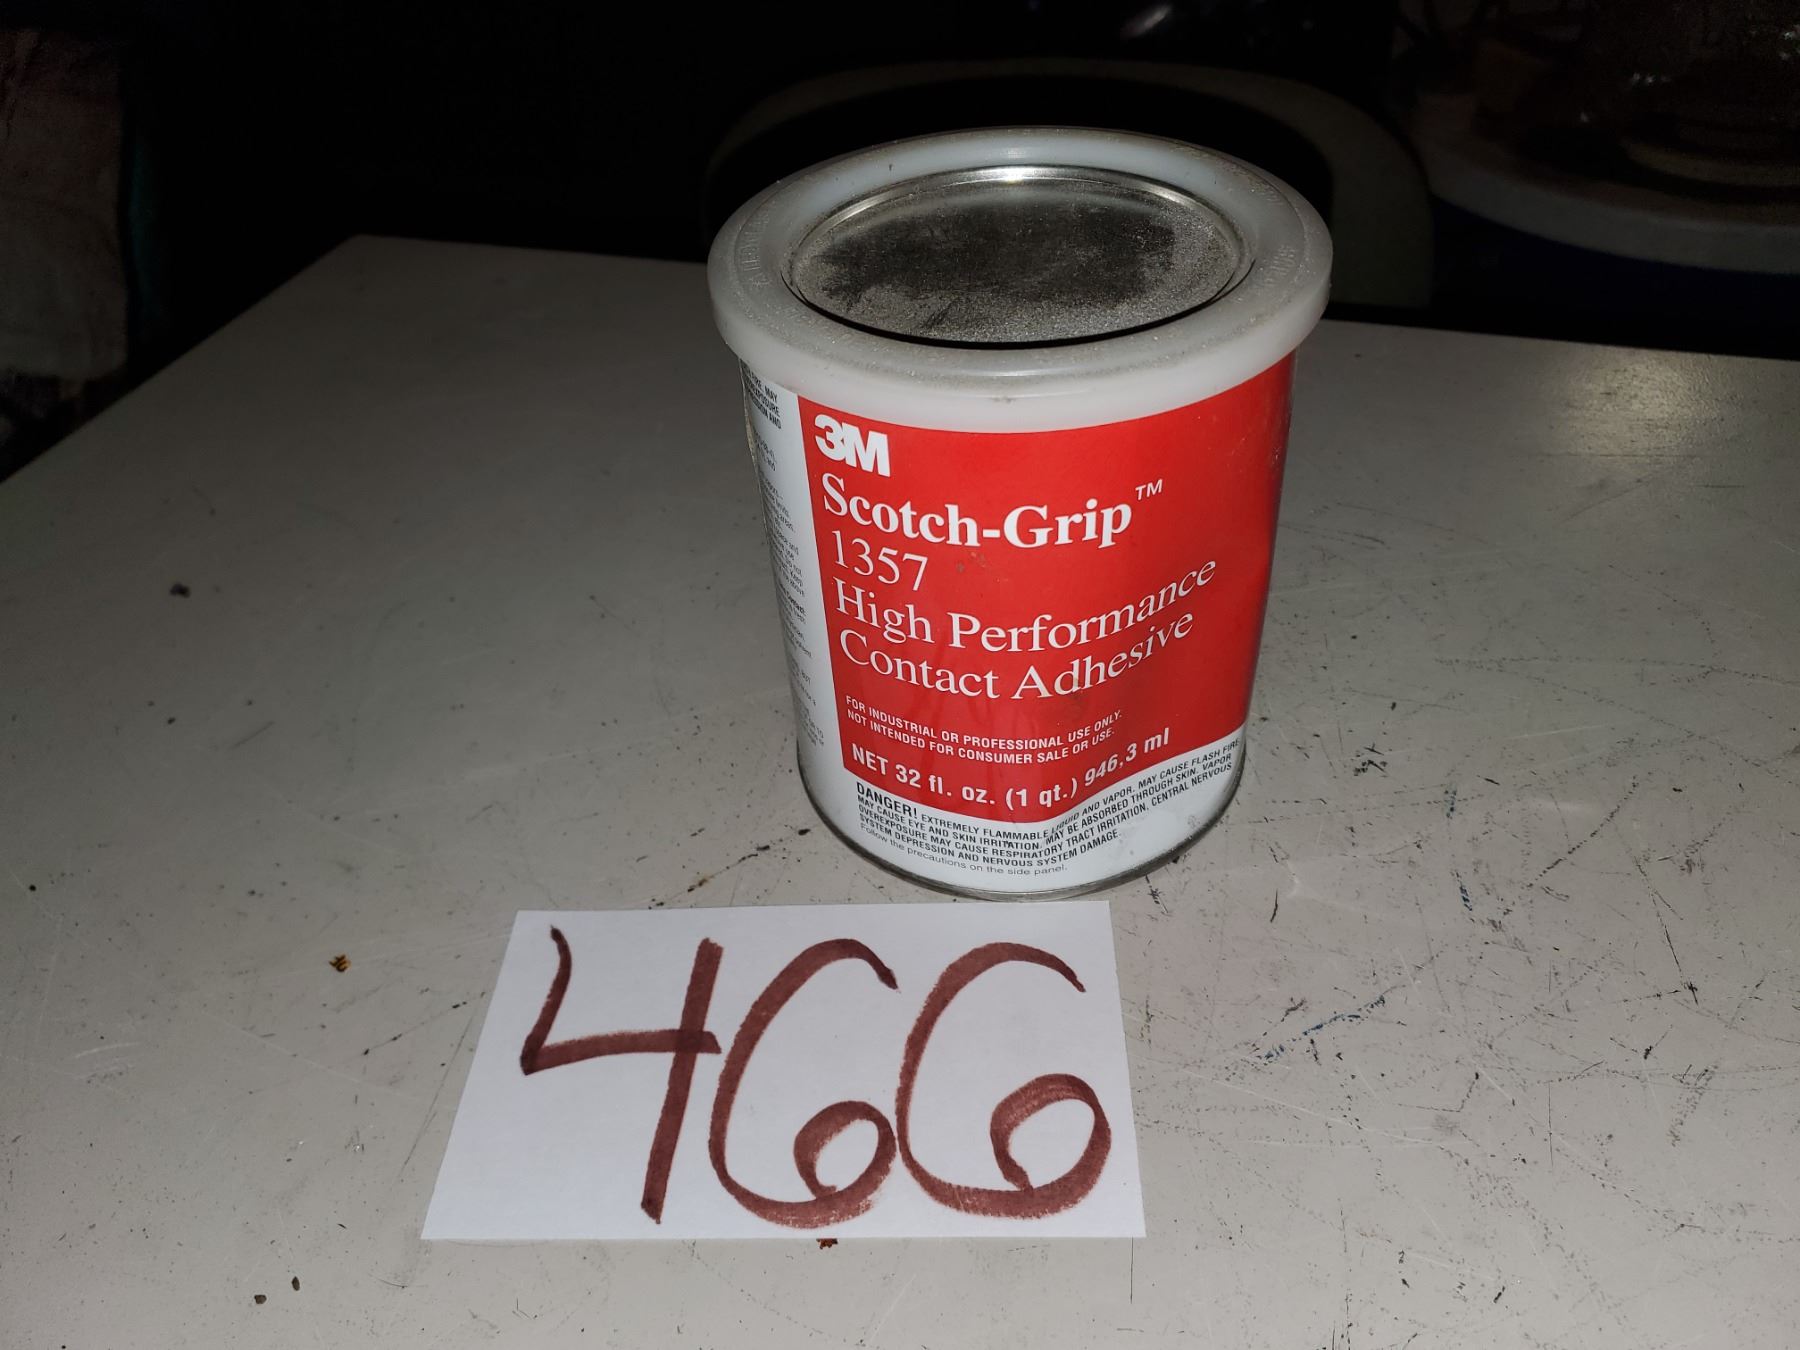 3M
Scotch-Grip™
1357
High Performance
Contact Adhesive
FOR INDUSTRIAL OR PROFESSIONAL USE ONLY.
NOT INTENDED FOR CONSUMER SALE OR USE.
NET 32 fl. oz. (1 qt.) 946,3 ml
DANGER! EXTREMELY FLAMMABLE LIQUID AND VAPOR. MAY CAUSE FLASH FIRE.
MAY CAUSE EYE AND SKIN IRRITATION. MAY BE ABSORBED THROUGH SKIN. VAPOR
OVEREXPOSURE MAY CAUSE RESPIRATORY TRACT IRRITATION, CENTRAL NERVOUS
SYSTEM DEPRESSION AND NERVOUS SYSTEM DAMAGE.
Follow the precautions on the side panel.
466